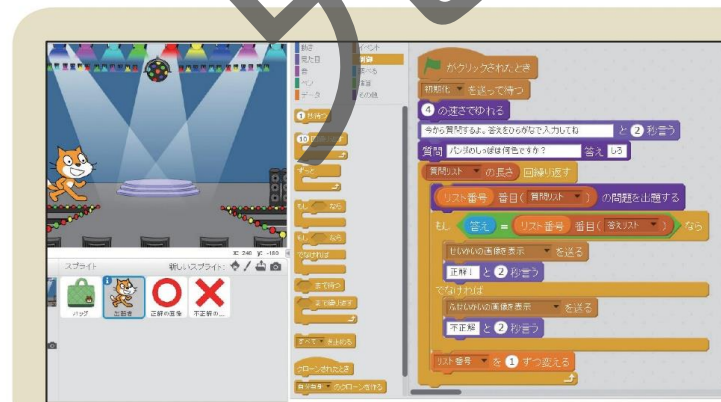 動き
イベント
見た目
制御
音
調べる
ペン
演算
データ
その他
1 秒待つ
10 回繰り返す
ずっと
もし なら
もし なら
でなければ
まで待つ
まで繰り返す
すべて を止める
クローンされたとき
自分自身 のクローンを作る
X: 240 y: -180
スプライト
新しいスプライト:
バッグ
正解の画像
不正解の...
がクリックされたとき
初期化 を送って待つ
4 の速さでゆれる
今から質問するよ。答えをひらがなで入力してね と 2 秒言う
質問 パンダのしっぽは何色ですか? 答え しろ
質問リスト の長さ 回繰り返す
リスト番号 番目( 質問リスト ) の問題を出題する
もし 答え = リスト番号 番目( 答えリスト ) なら
せいかいの画像を表示 を送る
正解! と 2 秒言う
でなければ
ふせいかいの画像を表示 を送る
不正解 と 2 秒言う
リスト番号 を 1 ずつ変える